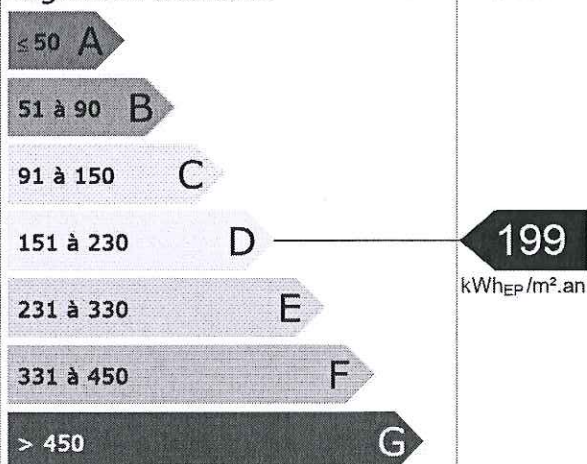 ≤ 50 A
51 à 90 B
91 à 150 C
151 à 230 D
199
kWhEP/m².an
231 à 330 E
331 à 450 F
> 450 G